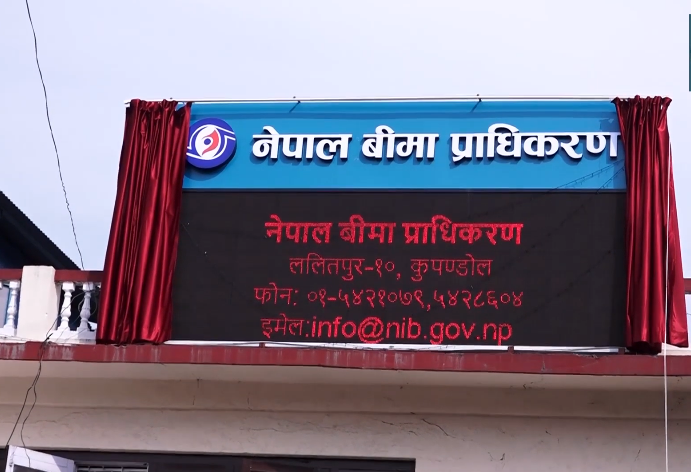 नेपाल बीमा प्राधिकरण
नेपाल बीमा प्राधिकरण
ललितपुर-१०, कुपण्डोल
फोन: ०१-५४२१०७९,५४२८६०४
इमेल:info@nib.gov.np